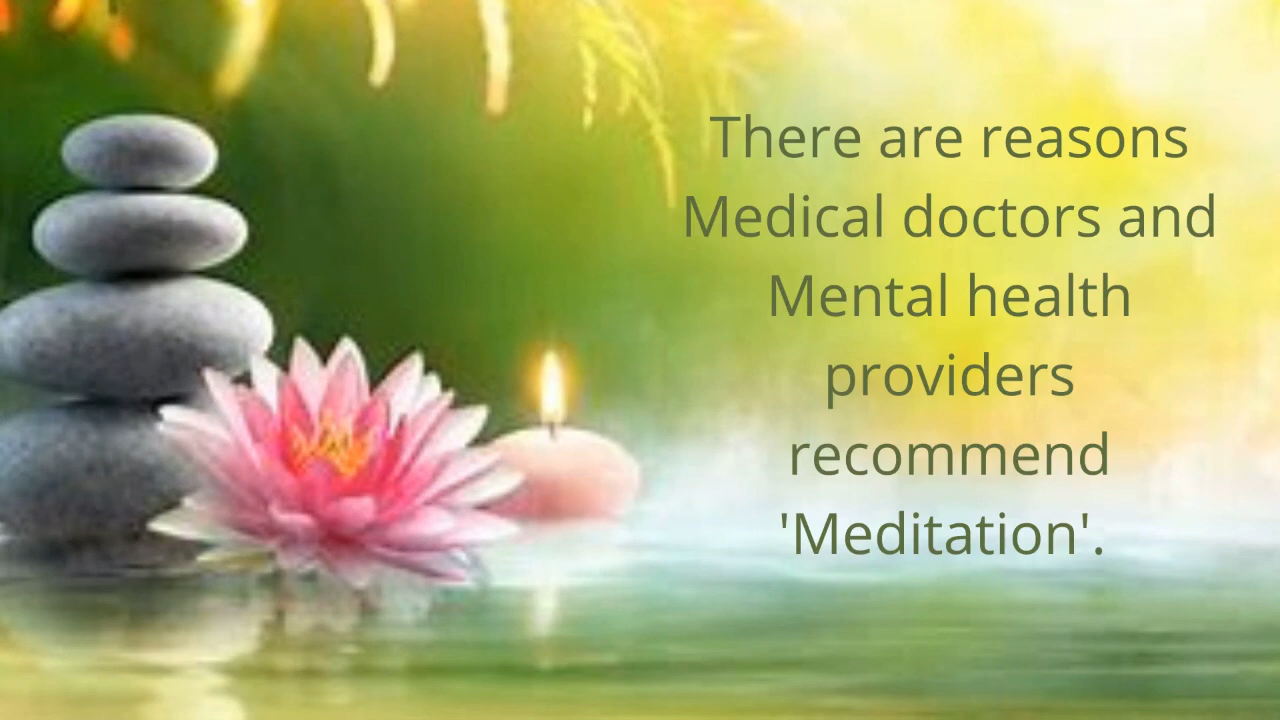 There are reasons
Medical doctors and
Mental health
providers
recommend
'Meditation'.